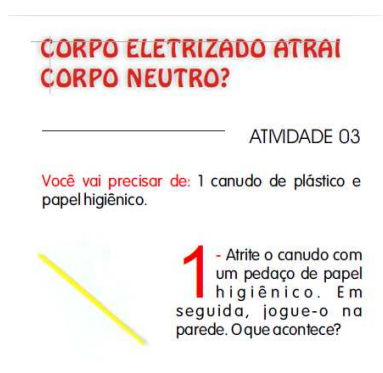 CORPO ELETRIZADO ATRAI
CORPO NEUTRO?
ATIVIDADE 03
Você vai precisar de: 1 canudo de plástico e
papel higiênico.
1 - Atrite o canudo com
um pedaço de papel
higiênico. Em
seguida, jogue-o na
parede. O que acontece?